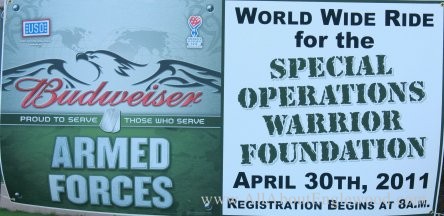 USO
Budweiser
PROUD TO SERVE THOSE WHO SERVE
ARMED
FORCES
WORLD WIDE RIDE
for the
SPECIAL
OPERATIONS
WARRIOR
FOUNDATION
APRIL 30TH, 2011
REGISTRATION BEGINS AT 8A.M.